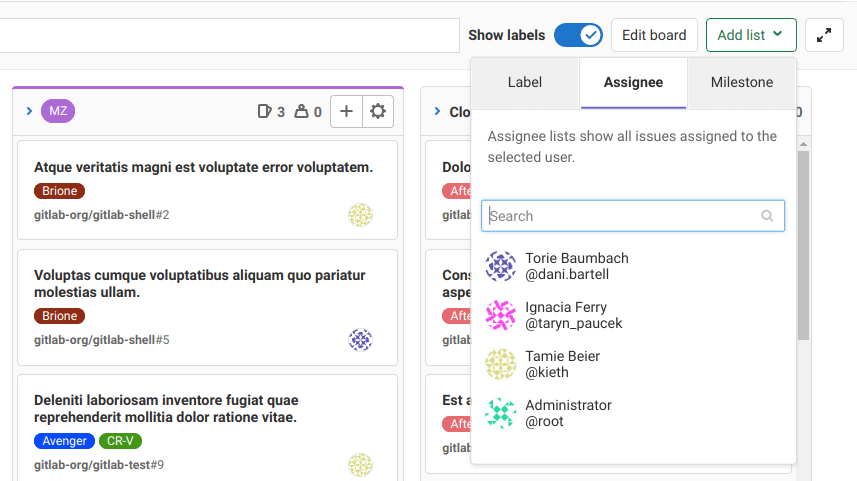 Show labels
Edit board
Add list
MZ
3
0
Atque veritatis magni est voluptate error voluptatem.
Brione
gitlab-org/gitlab-shell#2
Voluptas cumque voluptatibus aliquam quo pariatur
molestias ullam.
Brione
gitlab-org/gitlab-shell#5
Deleniti laboriosam inventore fugiat quae
reprehenderit mollitia dolor ratione vitae.
Avenger
CR-V
gitlab-org/gitlab-test#9
Clo
0
Dolo
Afte
gitlab
Cons
aspe
Afte
gitlab
Est a
Afte
gitlab
Label
Assignee
Milestone
Assignee lists show all issues assigned to the
selected user.
Search
Torie Baumbach
@dani.bartell
Ignacia Ferry
@taryn_paucek
Tamie Beier
@kieth
Administrator
@root